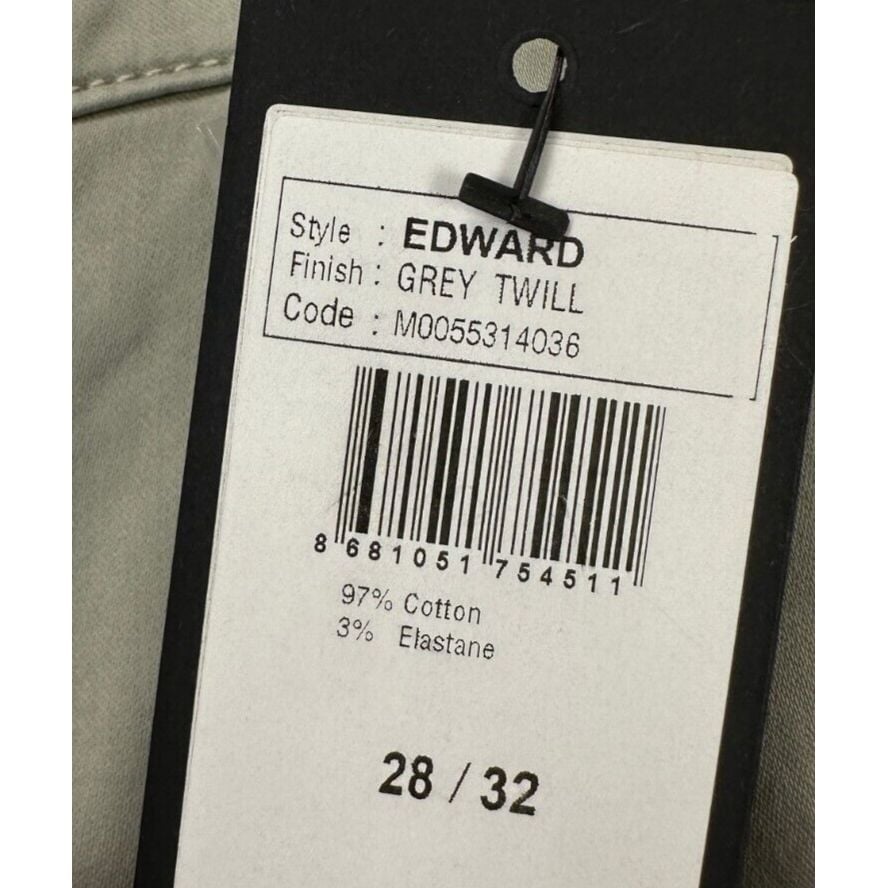 Style : EDWARD
Finish : GREY TWILL
Code : M0055314036
8 681051 754511
97% Cotton
3% Elastane
28 / 32